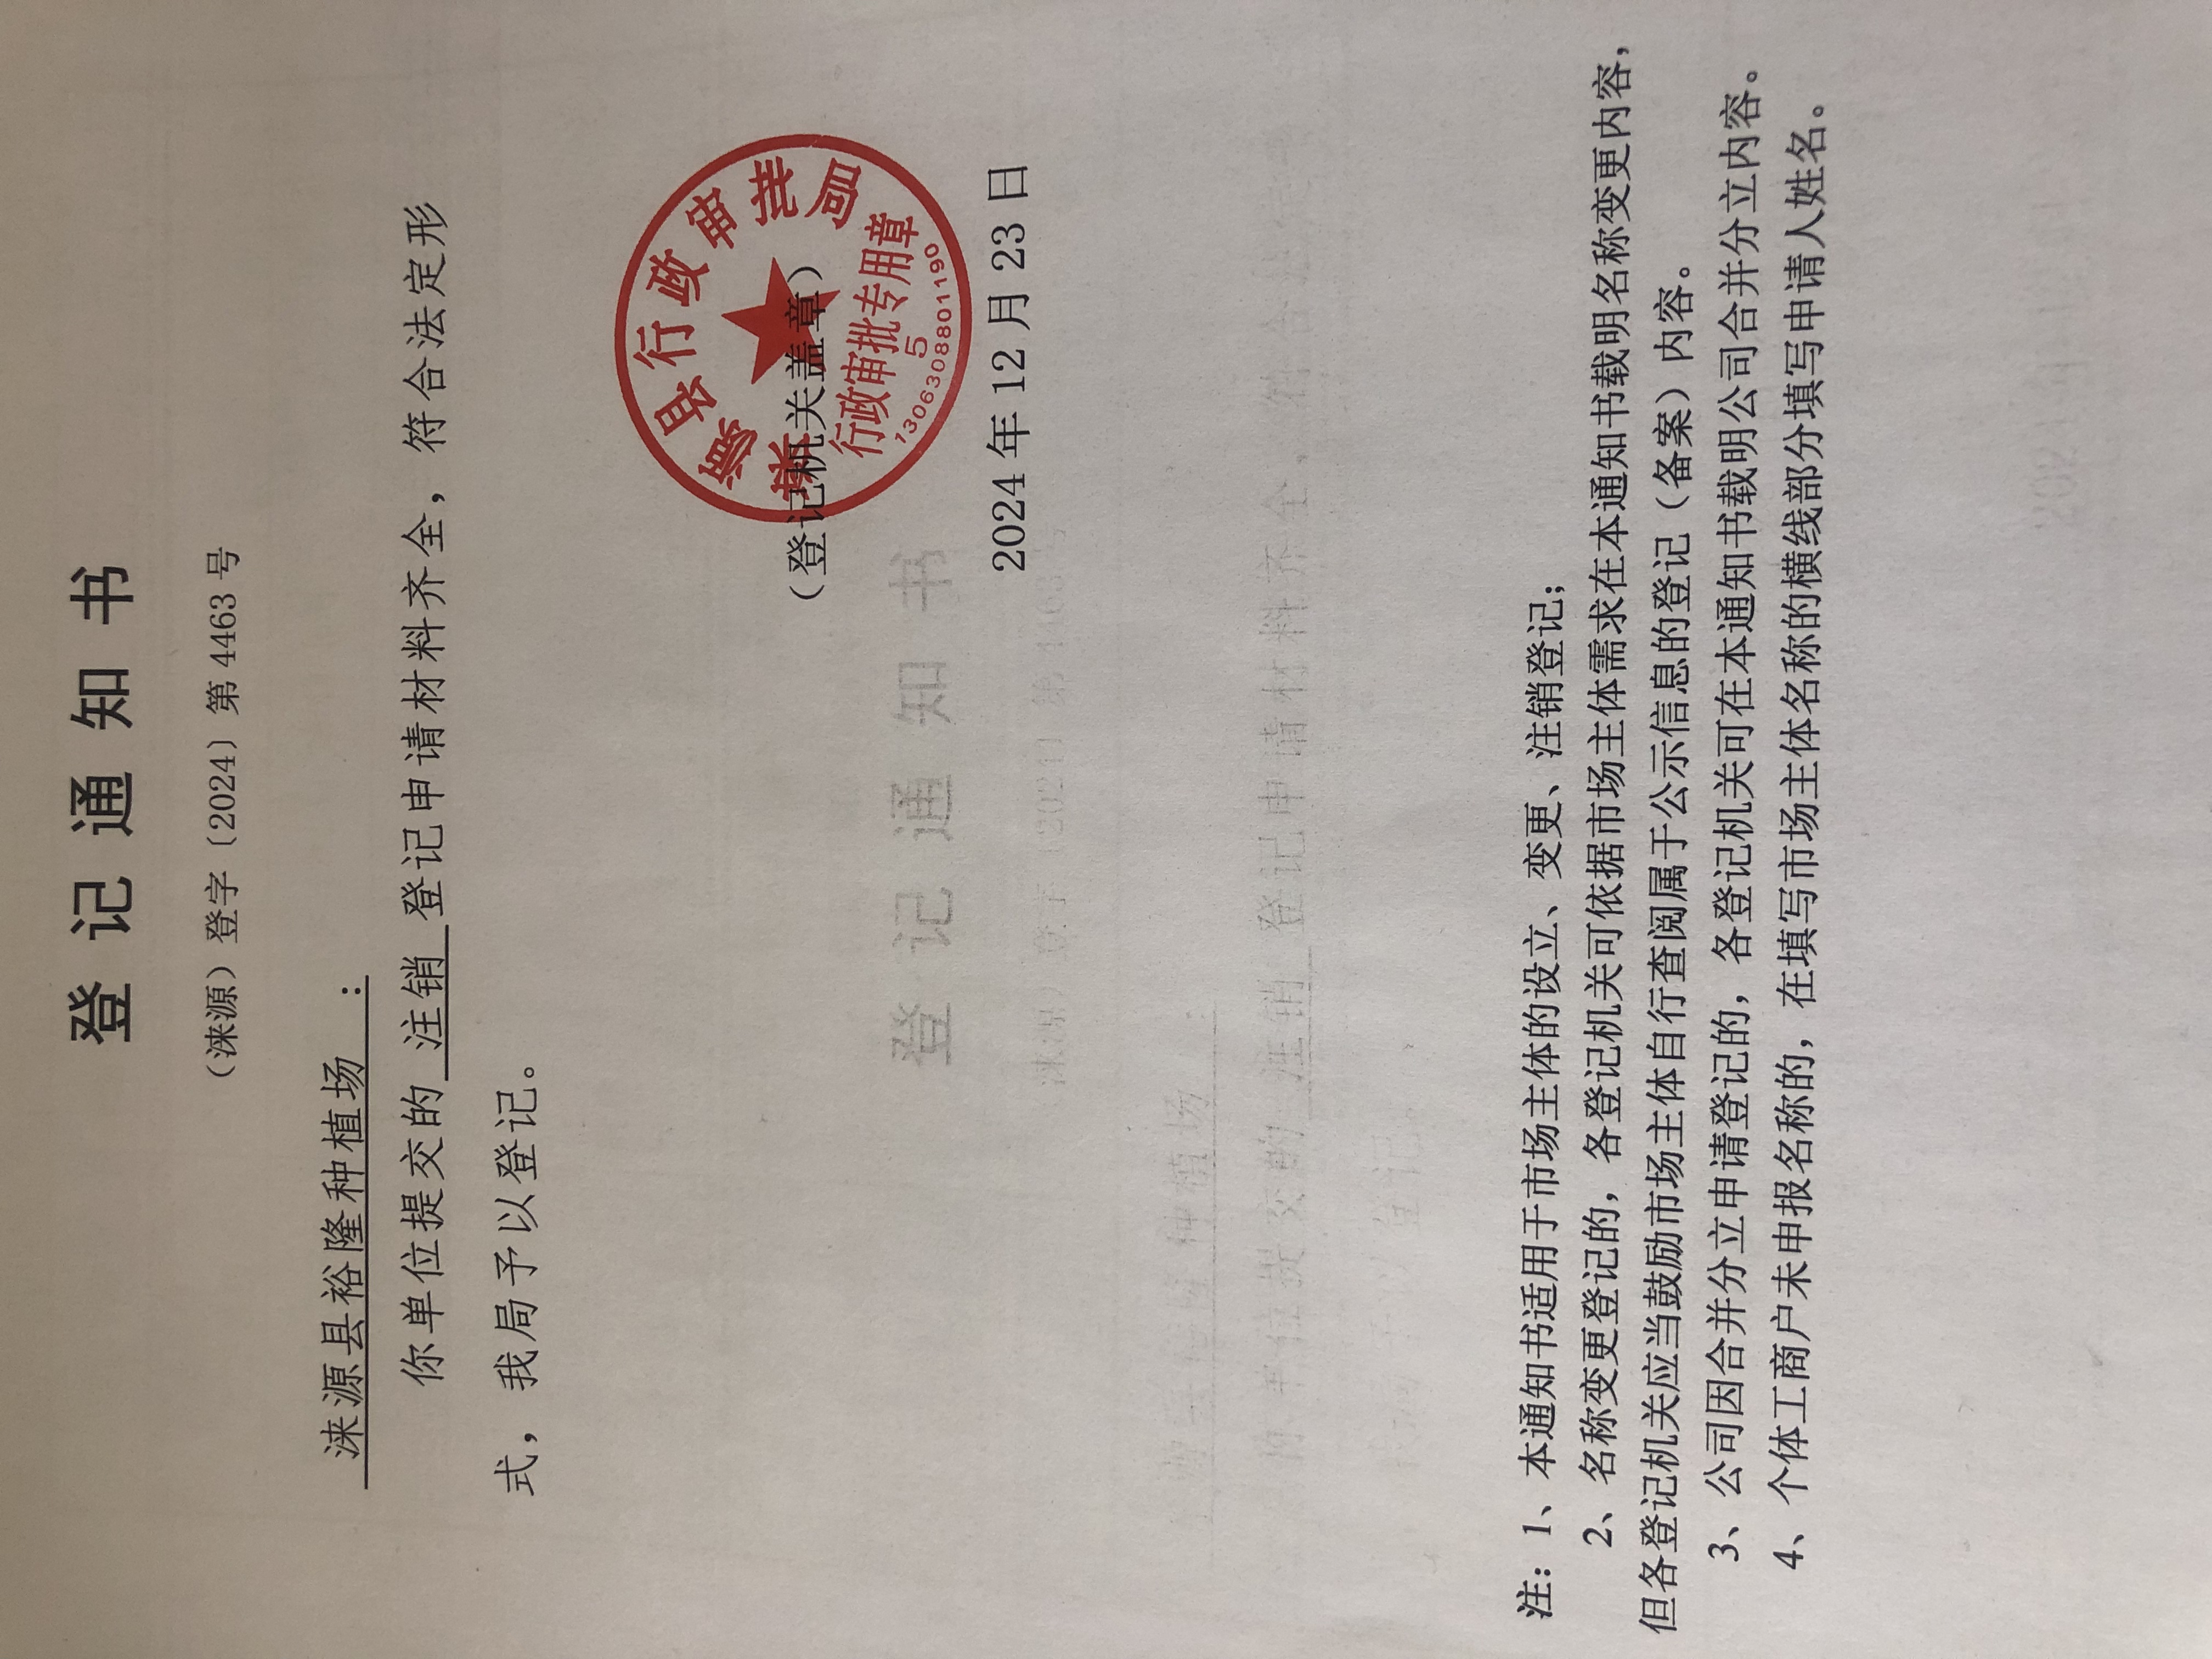 登记通知书
（涞源）登字〔2024〕第 4463 号
涞源县裕隆种植场 ：
你单位提交的 注销 登记申请材料齐全，符合法定形
式，我局予以登记。
涞源县行政审批局
（登记机关盖章）
行政审批专用章
5
1306308801190
2024 年 12 月 23 日
注：1、本通知书适用于市场主体的设立、变更、注销登记；
2、名称变更登记的，各登记机关可依据市场主体需求在本通知书载明名称变更内容，
但各登记机关应当鼓励市场主体自行查阅属于公示信息的登记（备案）内容。
3、公司因合并分立申请登记的，各登记机关可在本通知书载明公司合并分立内容。
4、个体工商户未申报名称的，在填写市场主体名称的横线部分填写申请人姓名。